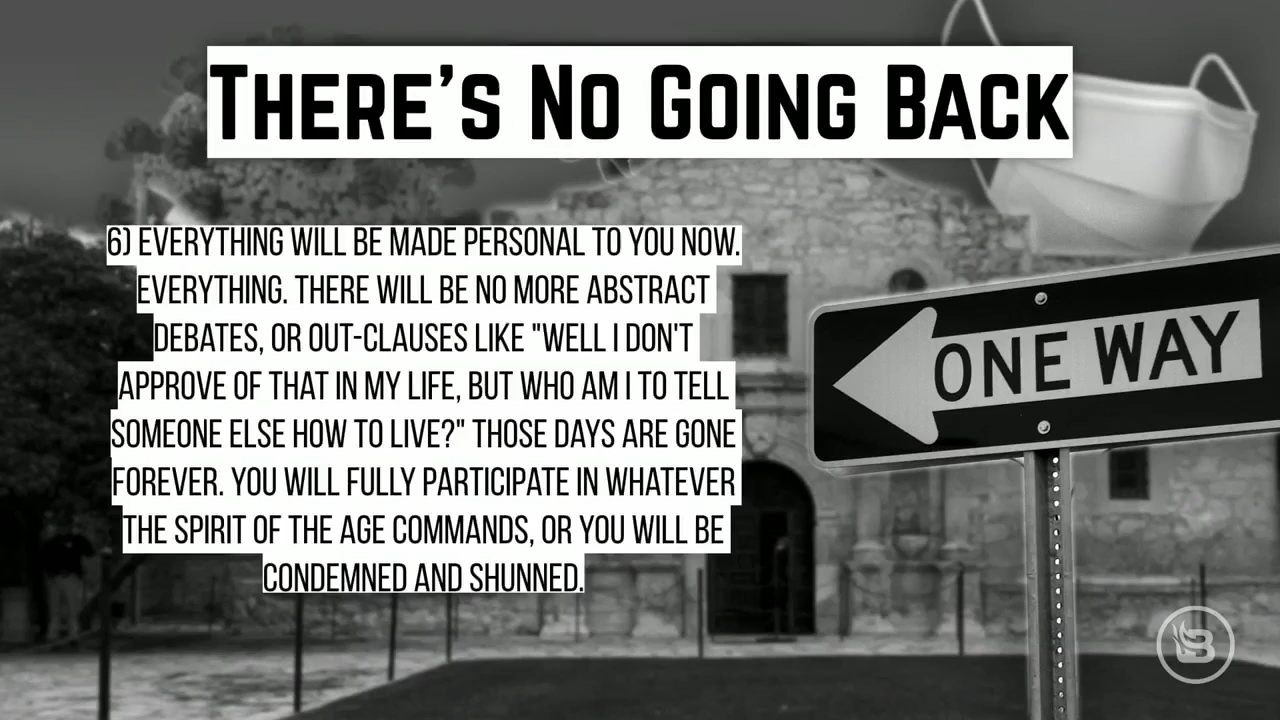 THERE'S NO GOING BACK
6) EVERYTHING WILL BE MADE PERSONAL TO YOU NOW.
EVERYTHING. THERE WILL BE NO MORE ABSTRACT
DEBATES, OR OUT-CLAUSES LIKE "WELL I DON'T
APPROVE OF THAT IN MY LIFE, BUT WHO AM I TO TELL
SOMEONE ELSE HOW TO LIVE?" THOSE DAYS ARE GONE
FOREVER. YOU WILL FULLY PARTICIPATE IN WHATEVER
THE SPIRIT OF THE AGE COMMANDS, OR YOU WILL BE
CONDEMNED AND SHUNNED.
ONE WAY
B